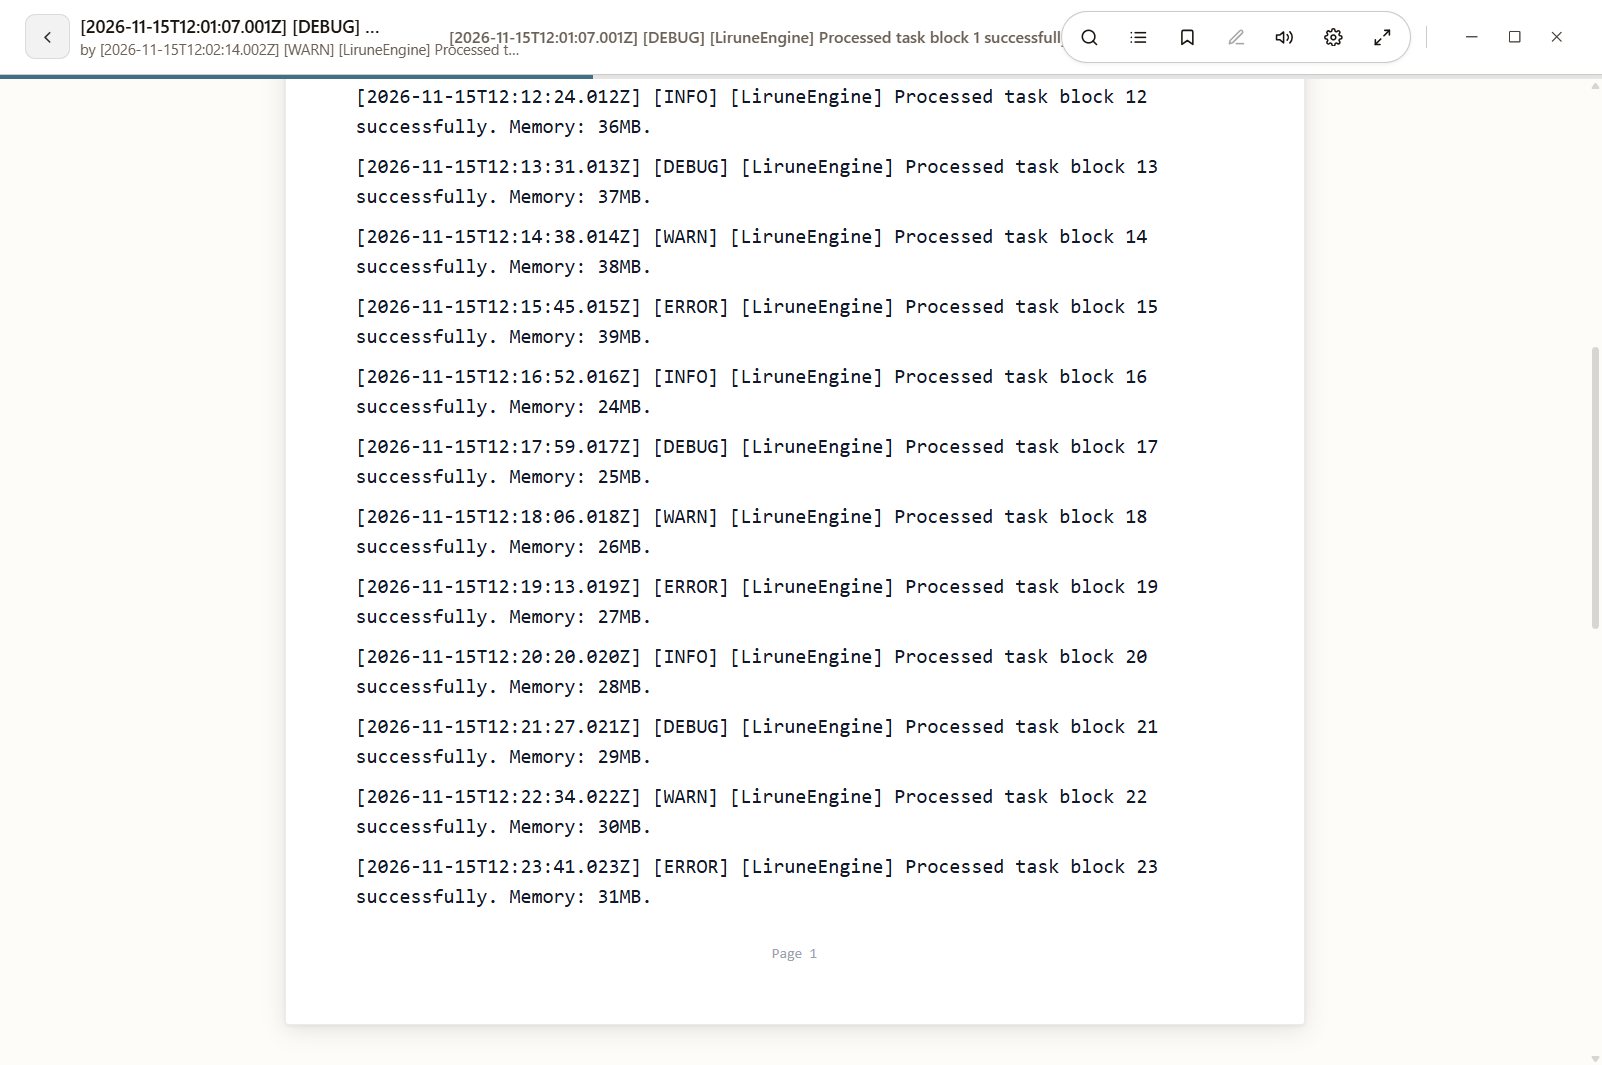 [2026-11-15T12:01:07.001Z] [DEBUG] ...
by [2026-11-15T12:02:14.002Z] [WARN] [LiruneEngine] Processed t...
[2026-11-15T12:01:07.001Z] [DEBUG] [LiruneEngine] Processed task block 1 successfull
[2026-11-15T12:12:24.012Z] [INFO] [LiruneEngine] Processed task block 12
successfully. Memory: 36MB.
[2026-11-15T12:13:31.013Z] [DEBUG] [LiruneEngine] Processed task block 13
successfully. Memory: 37MB.
[2026-11-15T12:14:38.014Z] [WARN] [LiruneEngine] Processed task block 14
successfully. Memory: 38MB.
[2026-11-15T12:15:45.015Z] [ERROR] [LiruneEngine] Processed task block 15
successfully. Memory: 39MB.
[2026-11-15T12:16:52.016Z] [INFO] [LiruneEngine] Processed task block 16
successfully. Memory: 24MB.
[2026-11-15T12:17:59.017Z] [DEBUG] [LiruneEngine] Processed task block 17
successfully. Memory: 25MB.
[2026-11-15T12:18:06.018Z] [WARN] [LiruneEngine] Processed task block 18
successfully. Memory: 26MB.
[2026-11-15T12:19:13.019Z] [ERROR] [LiruneEngine] Processed task block 19
successfully. Memory: 27MB.
[2026-11-15T12:20:20.020Z] [INFO] [LiruneEngine] Processed task block 20
successfully. Memory: 28MB.
[2026-11-15T12:21:27.021Z] [DEBUG] [LiruneEngine] Processed task block 21
successfully. Memory: 29MB.
[2026-11-15T12:22:34.022Z] [WARN] [LiruneEngine] Processed task block 22
successfully. Memory: 30MB.
[2026-11-15T12:23:41.023Z] [ERROR] [LiruneEngine] Processed task block 23
successfully. Memory: 31MB.
Page 1